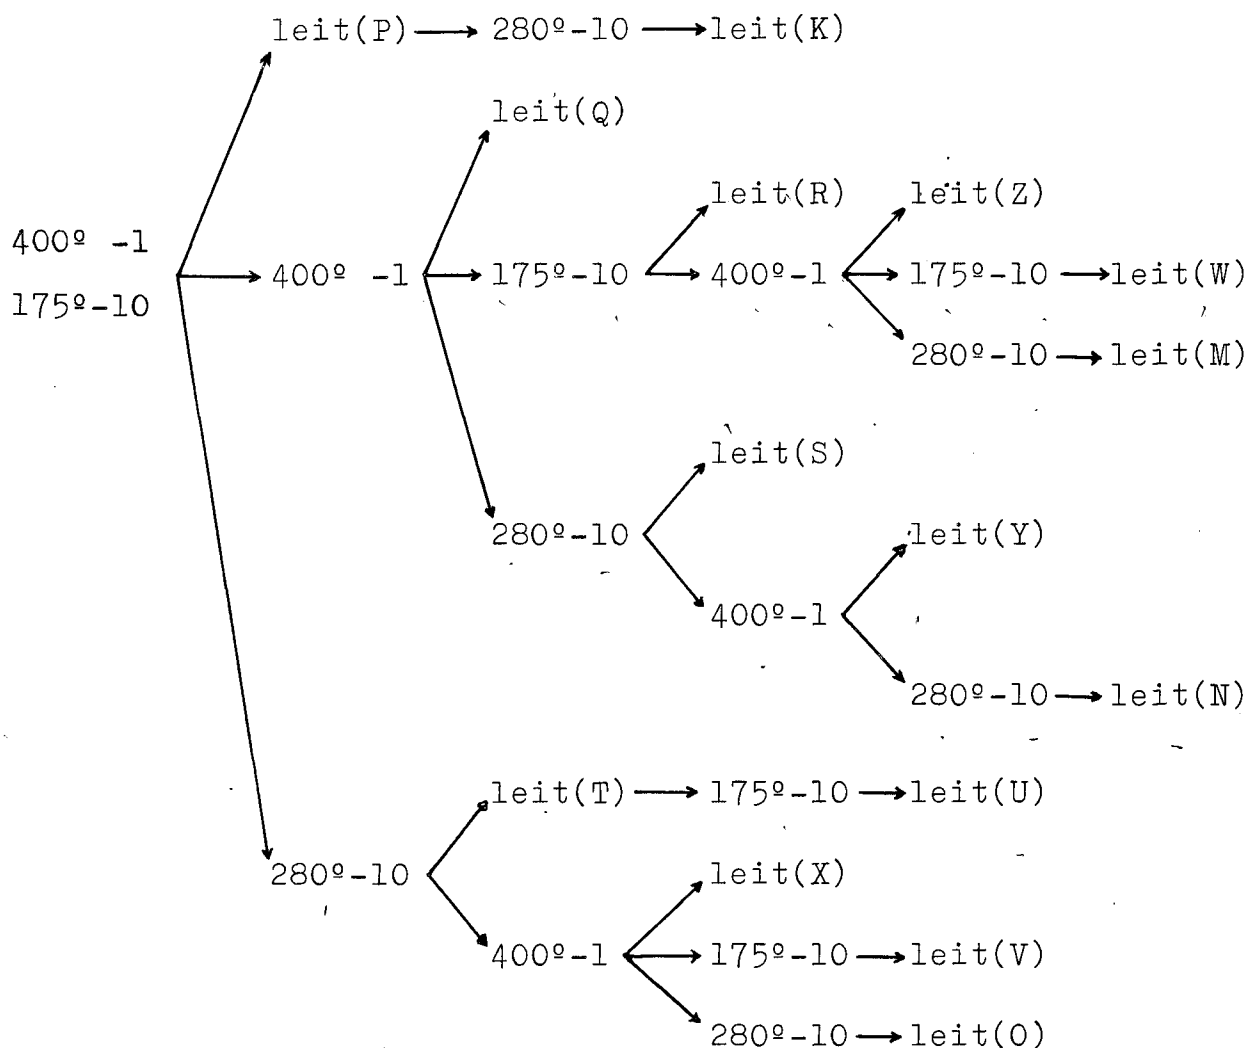 leit(P) 280º-10 leit(K)
leit(Q)
leit(R) leit(Z)
400º -1
400º -1 175º-10 400º-1 175º-10 leit(W)
175º-10
280º-10 leit(M)
leit(S)
280º-10 leit(Y)
400º-1
280º-10 leit(N)
leit(T) 175º-10 leit(U)
280º-10 leit(X)
400º-1 175º-10 leit(V)
280º-10 leit(O)